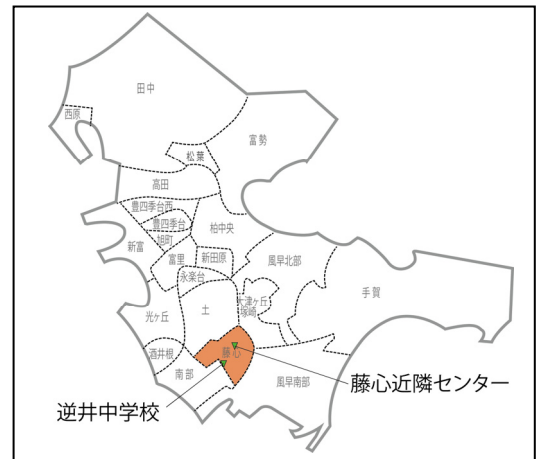 田中
西原
富勢
松葉
高田
豊四季台西
豊四季台
柏中央
旭町
新富
富里
新田原
風早北部
永楽台
手賀
大津ヶ丘
塚崎
光ヶ丘
土
酒井根
藤心
南部
風早南部
藤心近隣センター
逆井中学校